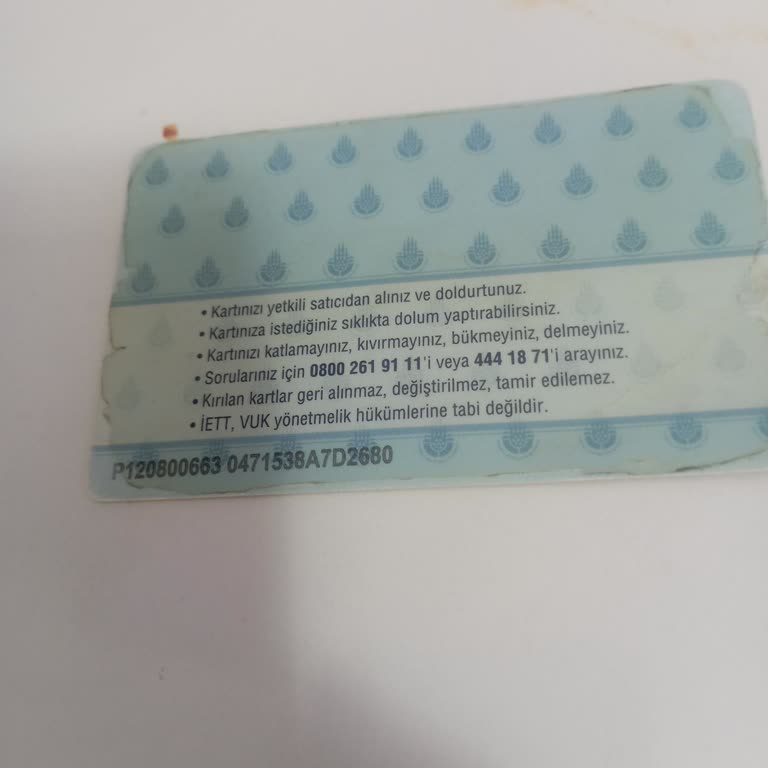 • Kartınızı yetkili satıcıdan alınız ve doldurtunuz.
• Kartınıza istediğiniz sıklıkta dolum yaptırabilirsiniz.
• Kartınızı katlamayınız, kıvırmayınız, bükmeyiniz, delmeyiniz.
• Sorularınız için 0800 261 91 11'i veya 444 18 71'i arayınız.
• Kırılan kartlar geri alınmaz, değiştirilmez, tamir edilemez.
• İETT, VUK yönetmelik hükümlerine tabi değildir.
P120800663 0471538A7D2680